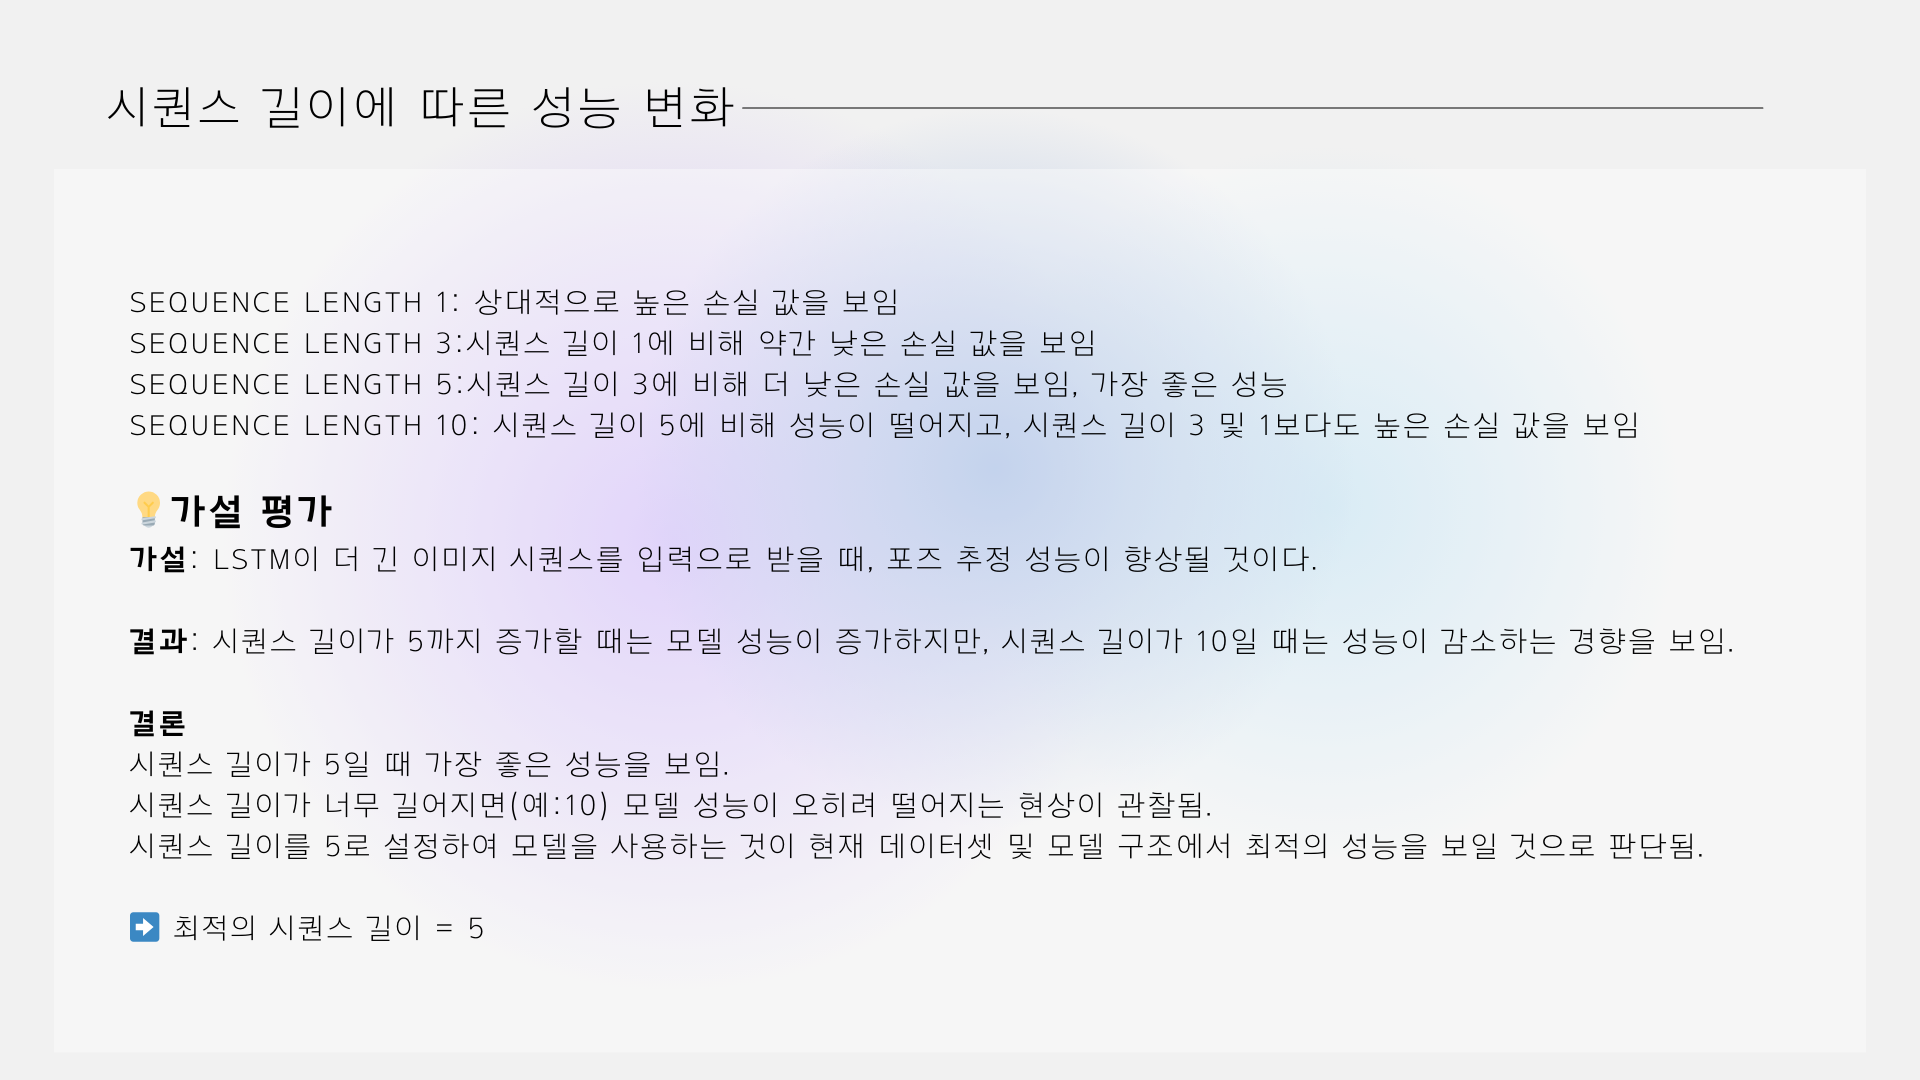 시퀀스 길이에 따른 성능 변화
SEQUENCE LENGTH 1: 상대적으로 높은 손실 값을 보임
SEQUENCE LENGTH 3:시퀀스 길이 1에 비해 약간 낮은 손실 값을 보임
SEQUENCE LENGTH 5:시퀀스 길이 3에 비해 더 낮은 손실 값을 보임, 가장 좋은 성능
SEQUENCE LENGTH 10: 시퀀스 길이 5에 비해 성능이 떨어지고, 시퀀스 길이 3 및 1보다도 높은 손실 값을 보임
💡가설 평가
가설: LSTM이 더 긴 이미지 시퀀스를 입력으로 받을 때, 포즈 추정 성능이 향상될 것이다.
결과: 시퀀스 길이가 5까지 증가할 때는 모델 성능이 증가하지만, 시퀀스 길이가 10일 때는 성능이 감소하는 경향을 보임.
결론
시퀀스 길이가 5일 때 가장 좋은 성능을 보임.
시퀀스 길이가 너무 길어지면(예:10) 모델 성능이 오히려 떨어지는 현상이 관찰됨.
시퀀스 길이를 5로 설정하여 모델을 사용하는 것이 현재 데이터셋 및 모델 구조에서 최적의 성능을 보일 것으로 판단됨.
➡️ 최적의 시퀀스 길이 = 5